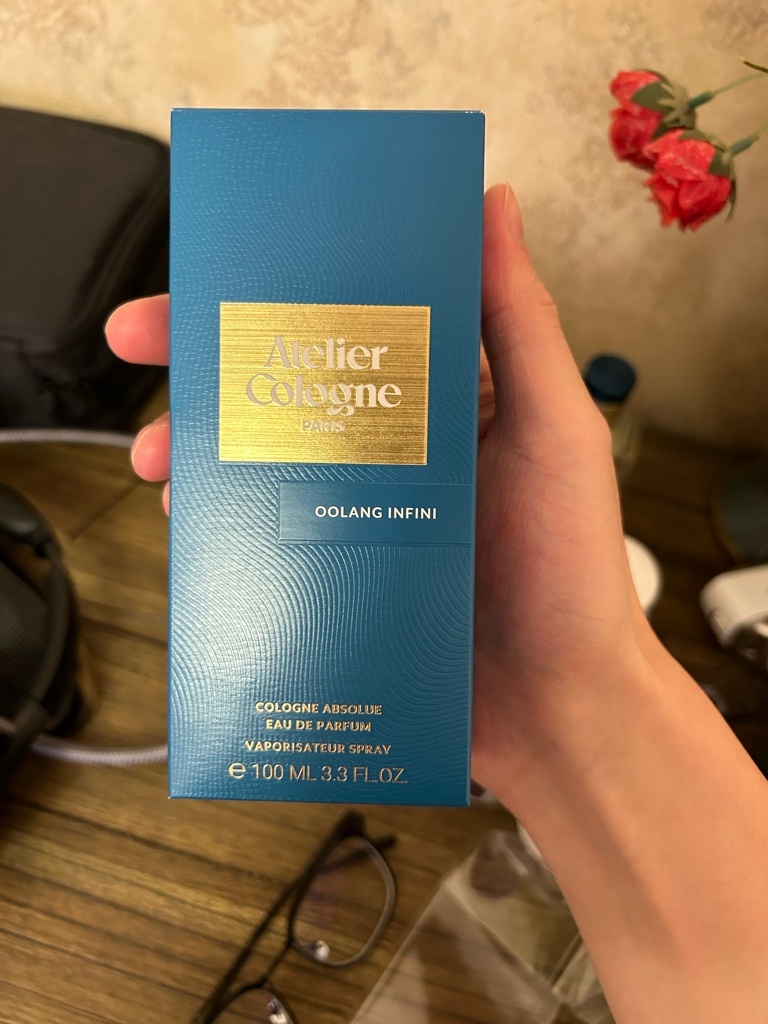 Atelier
Cologne
PARIS
OOLANG INFINI
COLOGNE ABSOLUE
EAU DE PARFUM
VAPORISATEUR SPRAY
℮ 100 ML 3.3 FL.OZ.